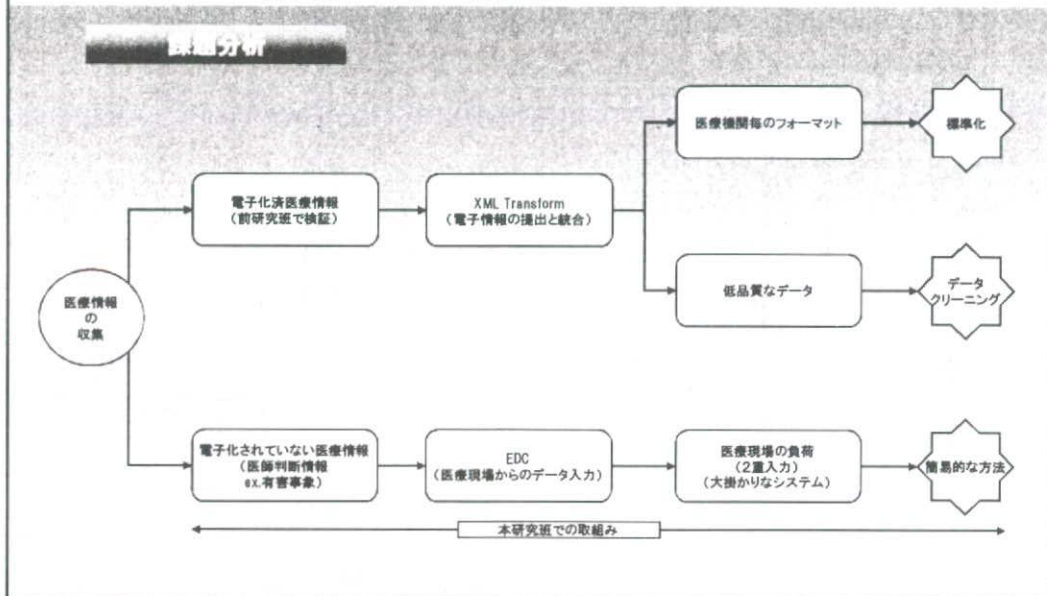 課題分析
医療機関毎のフォーマット
標準化
電子化済医療情報
(前研究班で検証)
XML Transform
(電子情報の提出と統合)
医療情報
の
収集
低品質なデータ
データ
クリーニング
電子化されていない医療情報
(医師判断情報
ex.有害事象)
EDC
(医療現場からのデータ入力)
医療現場の負荷
(2重入力)
(大掛かりなシステム)
簡易的な方法
本研究班での取組み